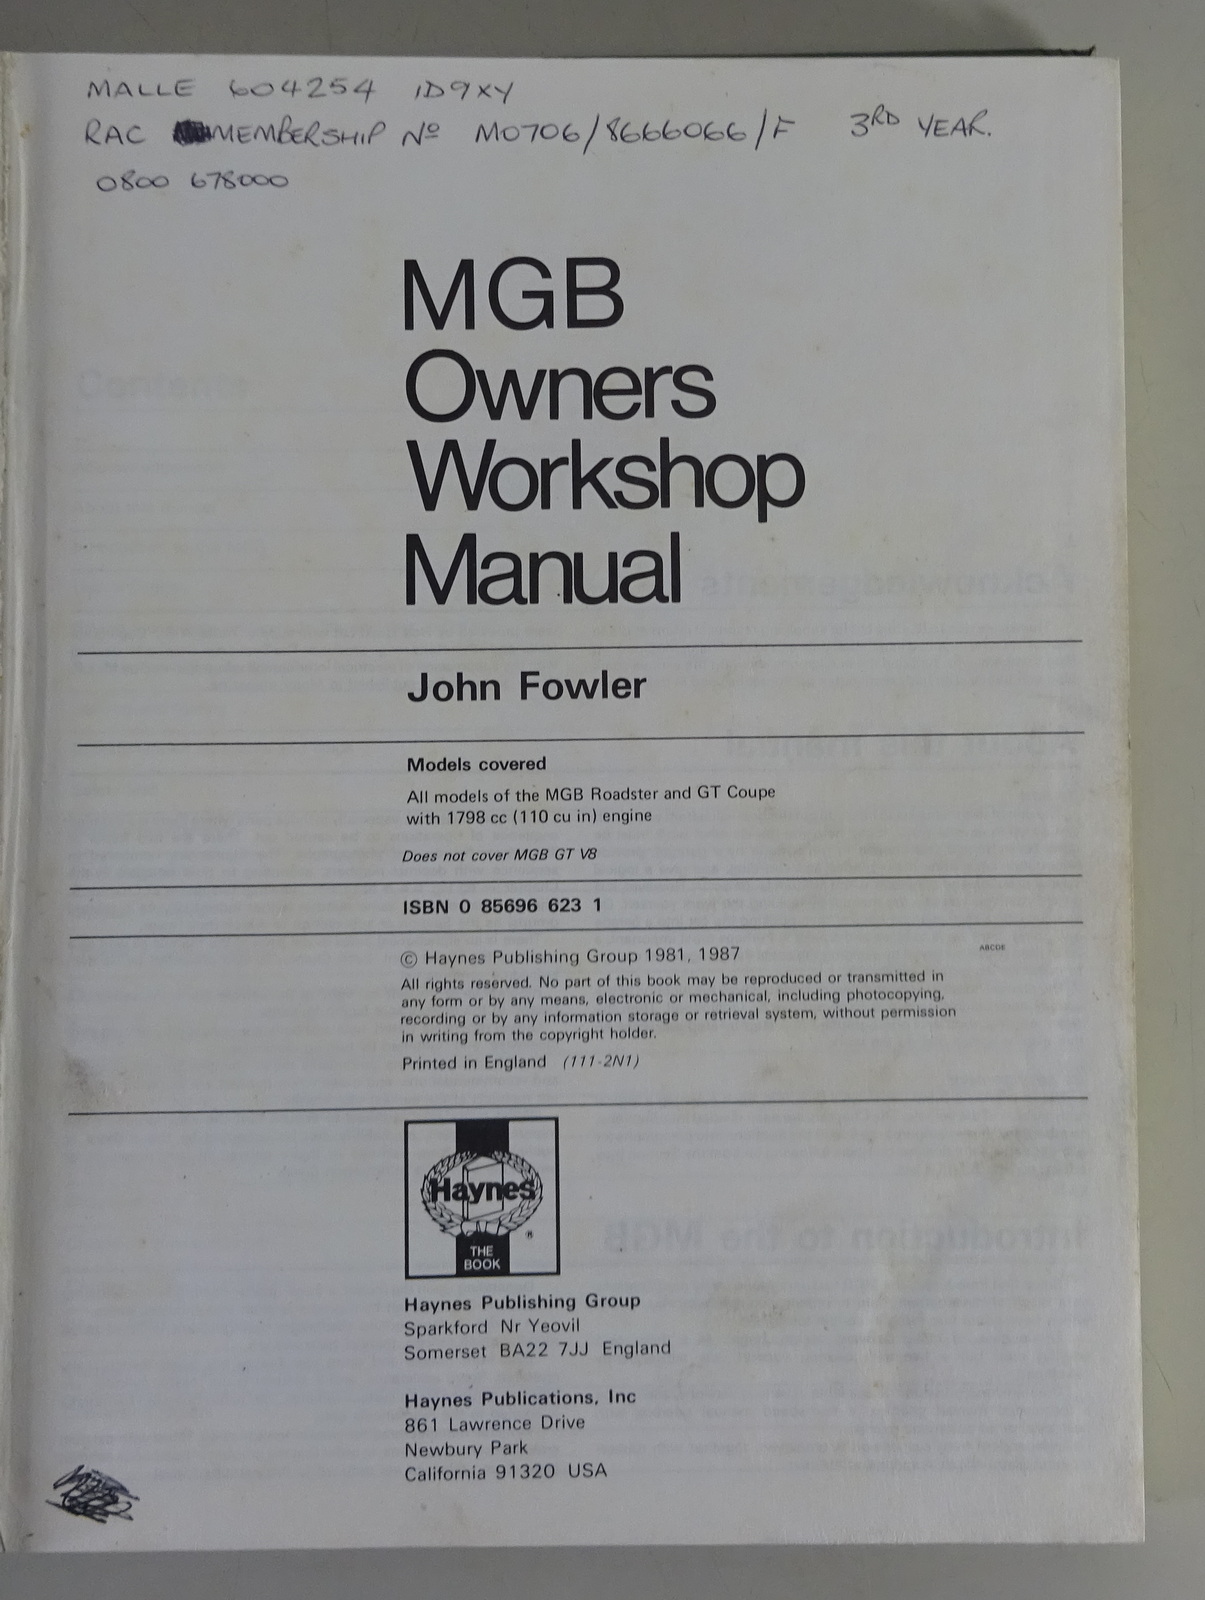 MALLE 604254 1D9XY
RAC MEMBERSHIP Nº M0706/8666066/F 3RD YEAR.
0800 678000
MGB
Owners
Workshop
Manual
John Fowler
Models covered
All models of the MGB Roadster and GT Coupe
with 1798 cc (110 cu in) engine
Does not cover MGB GT V8
ISBN 0 85696 623 1
© Haynes Publishing Group 1981, 1987
ABCDE
All rights reserved. No part of this book may be reproduced or transmitted in
any form or by any means, electronic or mechanical, including photocopying,
recording or by any information storage or retrieval system, without permission
in writing from the copyright holder.
Printed in England (111-2N1)
Haynes
®
THE
BOOK
Haynes Publishing Group
Sparkford Nr Yeovil
Somerset BA22 7JJ England
Haynes Publications, Inc
861 Lawrence Drive
Newbury Park
California 91320 USA